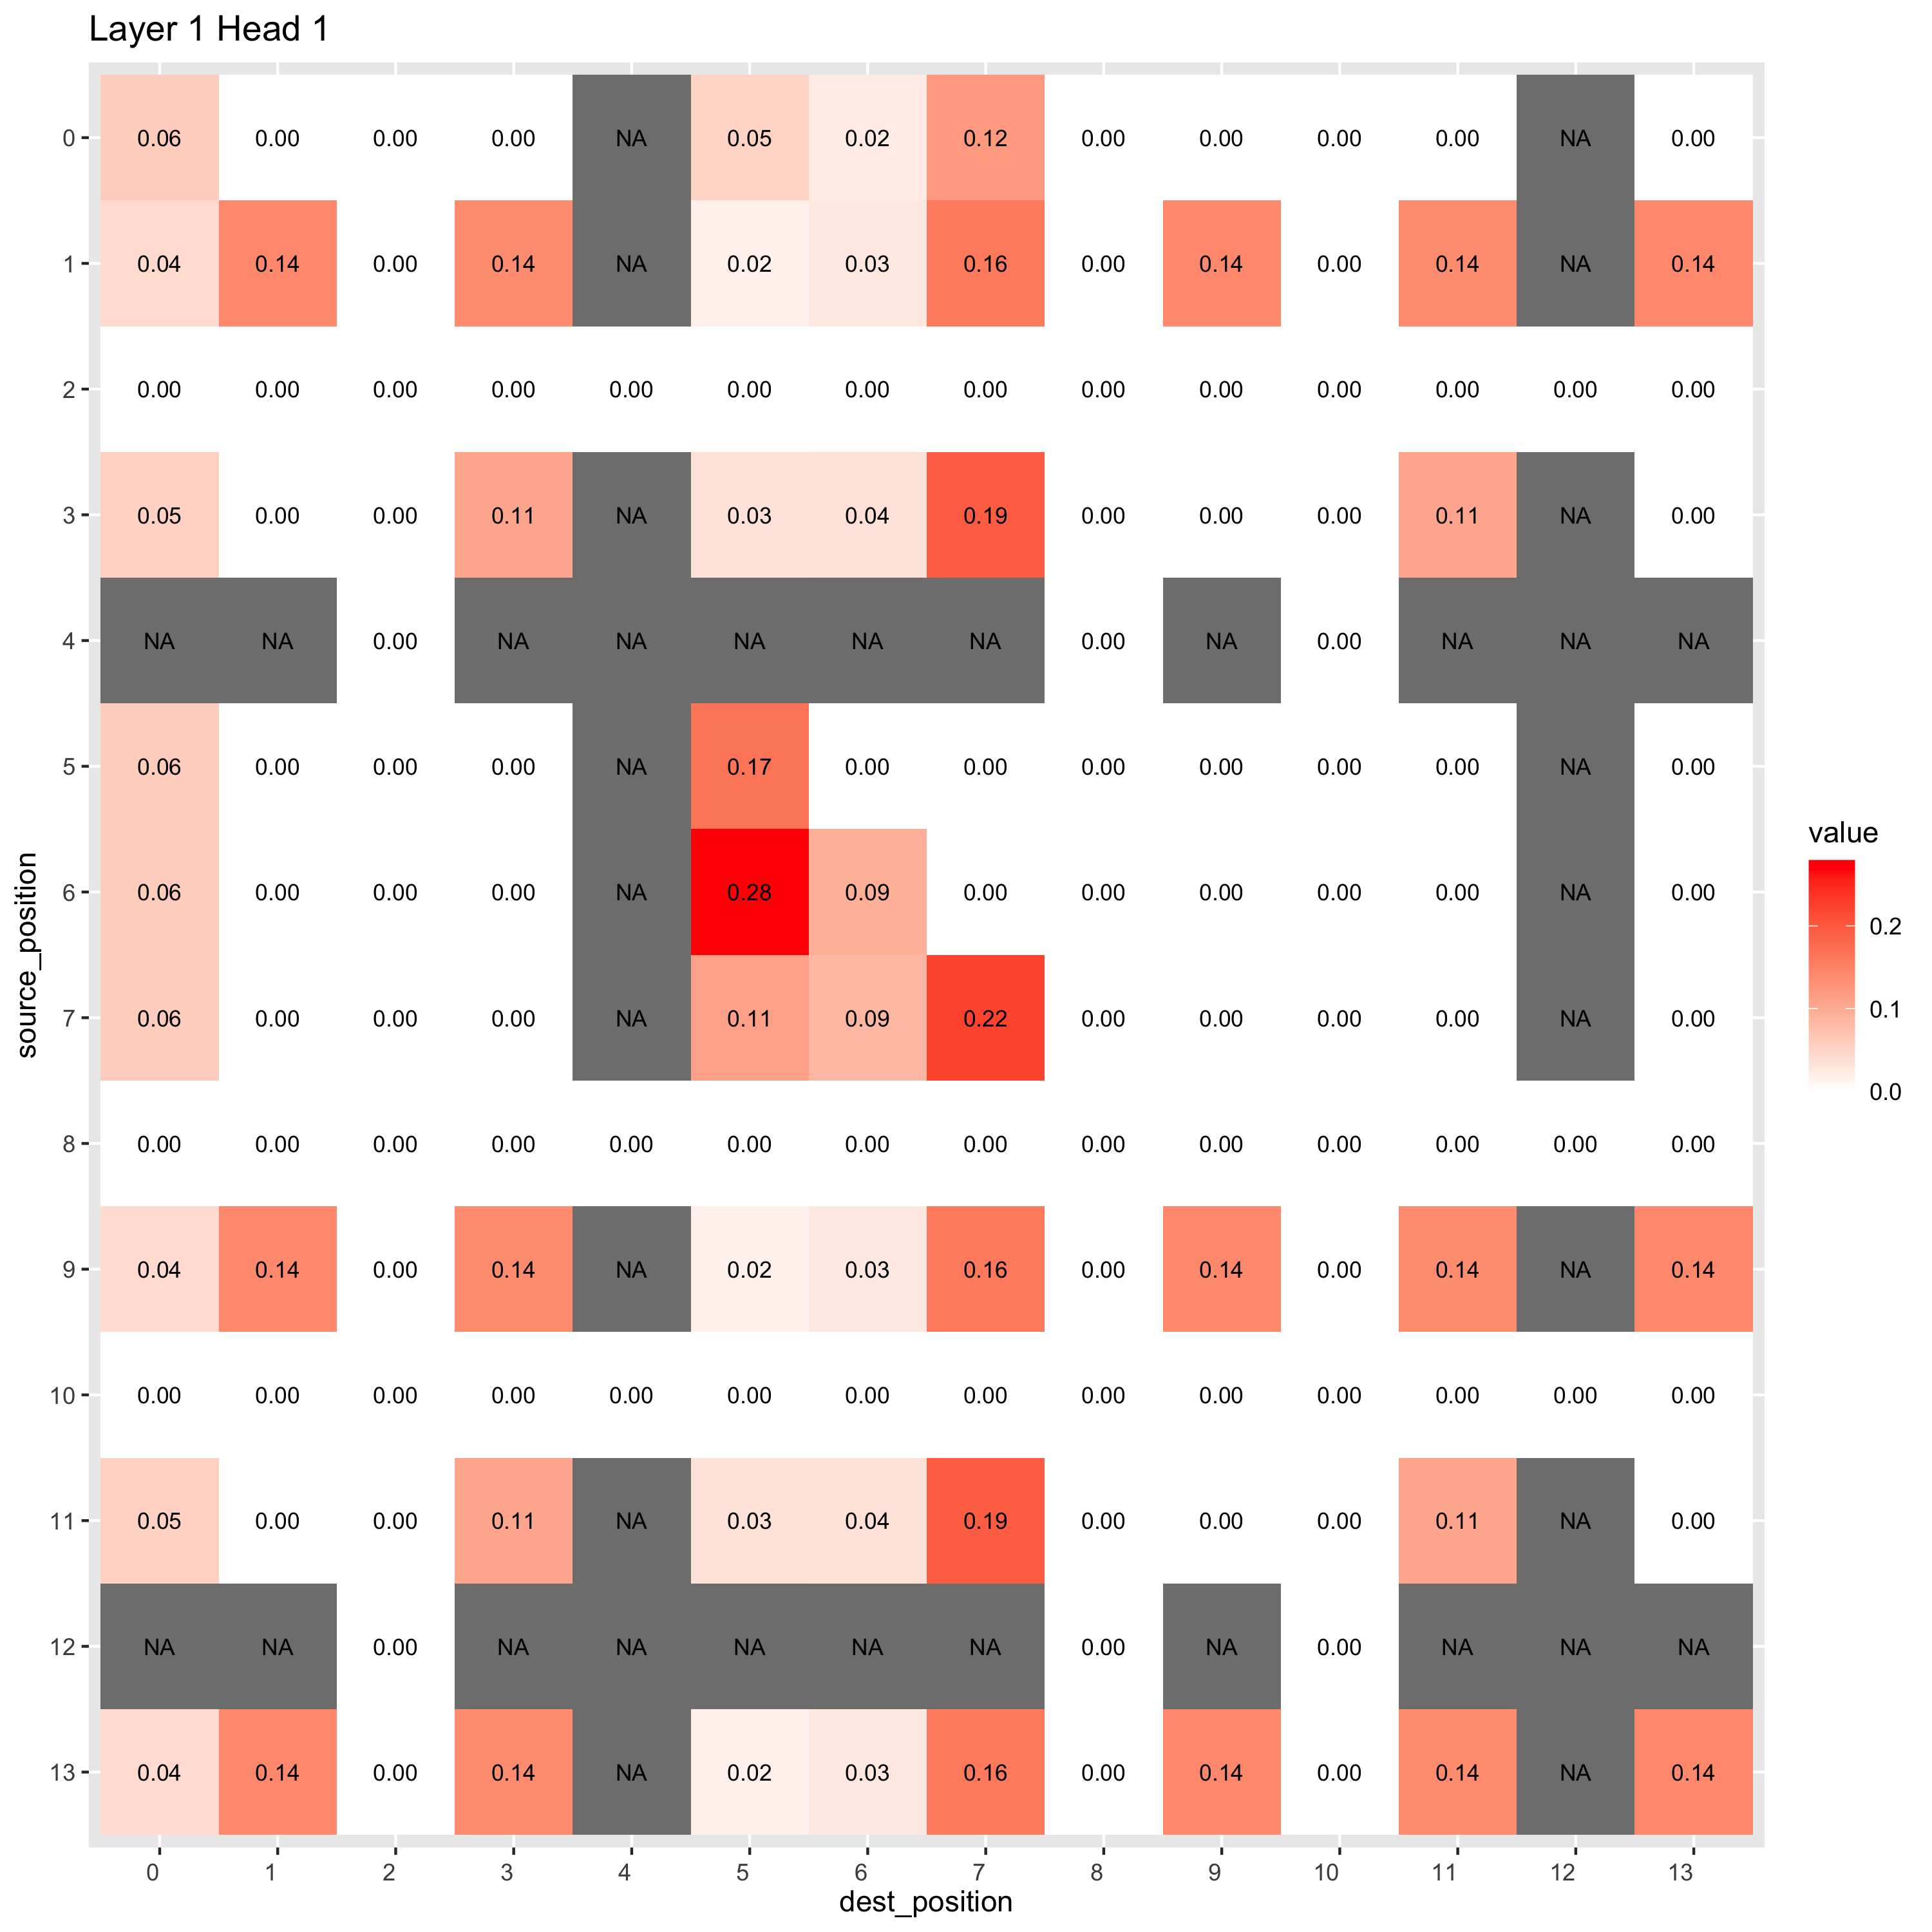 Layer 1 Head 1
0 0.06 0.00 0.00 0.00 NA 0.05 0.02 0.12 0.00 0.00 0.00 0.00 NA 0.00
1 0.04 0.14 0.00 0.14 NA 0.02 0.03 0.16 0.00 0.14 0.00 0.14 NA 0.14
2 0.00 0.00 0.00 0.00 0.00 0.00 0.00 0.00 0.00 0.00 0.00 0.00 0.00 0.00
3 0.05 0.00 0.00 0.11 NA 0.03 0.04 0.19 0.00 0.00 0.00 0.11 NA 0.00
4 NA NA 0.00 NA NA NA NA NA 0.00 NA 0.00 NA NA NA
5 0.06 0.00 0.00 0.00 NA 0.17 0.00 0.00 0.00 0.00 0.00 0.00 NA 0.00
6 0.06 0.00 0.00 0.00 NA 0.28 0.09 0.00 0.00 0.00 0.00 0.00 NA 0.00
7 0.06 0.00 0.00 0.00 NA 0.11 0.09 0.22 0.00 0.00 0.00 0.00 NA 0.00
8 0.00 0.00 0.00 0.00 0.00 0.00 0.00 0.00 0.00 0.00 0.00 0.00 0.00 0.00
9 0.04 0.14 0.00 0.14 NA 0.02 0.03 0.16 0.00 0.14 0.00 0.14 NA 0.14
10 0.00 0.00 0.00 0.00 0.00 0.00 0.00 0.00 0.00 0.00 0.00 0.00 0.00 0.00
11 0.05 0.00 0.00 0.11 NA 0.03 0.04 0.19 0.00 0.00 0.00 0.11 NA 0.00
12 NA NA 0.00 NA NA NA NA NA 0.00 NA 0.00 NA NA NA
13 0.04 0.14 0.00 0.14 NA 0.02 0.03 0.16 0.00 0.14 0.00 0.14 NA 0.14
0 1 2 3 4 5 6 7 8 9 10 11 12 13
dest_position
source_position
value
0.2
0.1
0.0